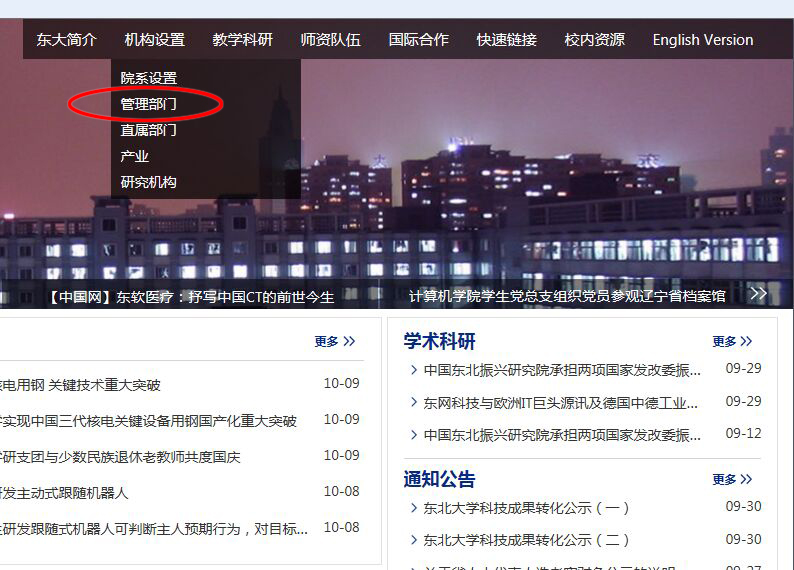 东大简介 机构设置 教学科研 师资队伍 国际合作 快速链接 校内资源 English Version
院系设置
管理部门
直属部门
产业
研究机构
【中国网】东软医疗：抒写中国CT的前世今生 计算机学院学生党总支组织党员参观辽宁省档案馆
更多
电用钢 关键技术重大突破 10-09
实现中国三代核电关键设备用钢国产化重大突破 10-09
研支团与少数民族退休老教师共度国庆 10-09
发主动式跟随机器人 10-08
研发跟随式机器人可判断主人预期行为，对目标... 10-08
学术科研 更多
中国东北振兴研究院承担两项国家发改委振... 09-29
东网科技与欧洲IT巨头源讯及德国中德工业... 09-29
中国东北振兴研究院承担两项国家发改委振... 09-12
通知公告 更多
东北大学科技成果转化公示（一） 09-30
东北大学科技成果转化公示（二） 09-30